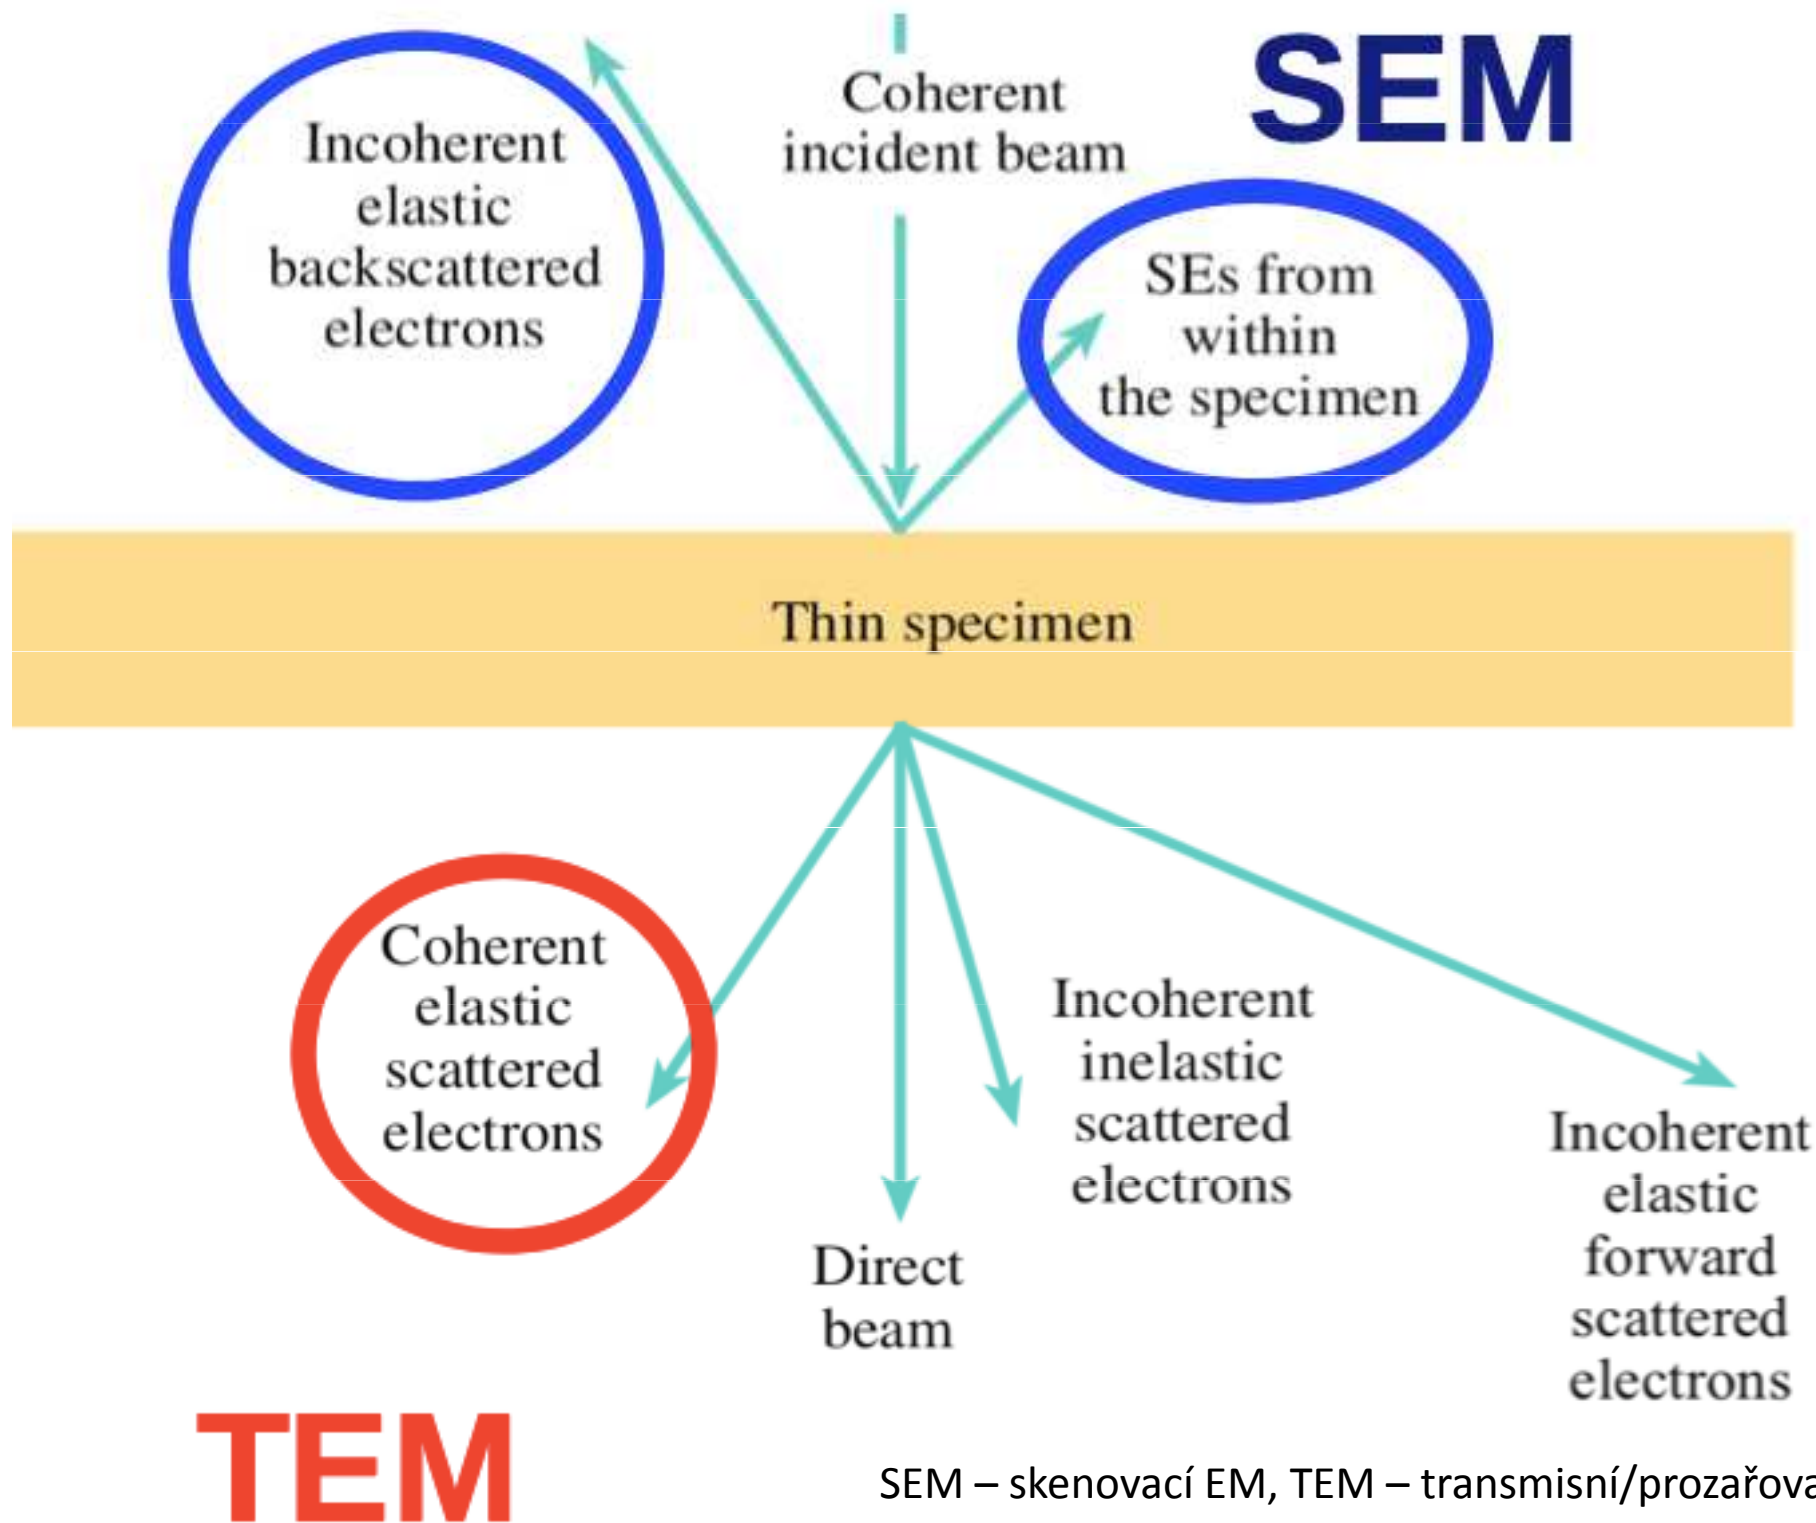 SEM
Coherent
incident beam
Incoherent
elastic
backscattered
electrons
SEs from
within
the specimen
Thin specimen
Coherent
elastic
scattered
electrons
Direct
beam
Incoherent
inelastic
scattered
electrons
Incoherent
elastic
forward
scattered
electrons
TEM
SEM – skenovací EM, TEM – transmisní/